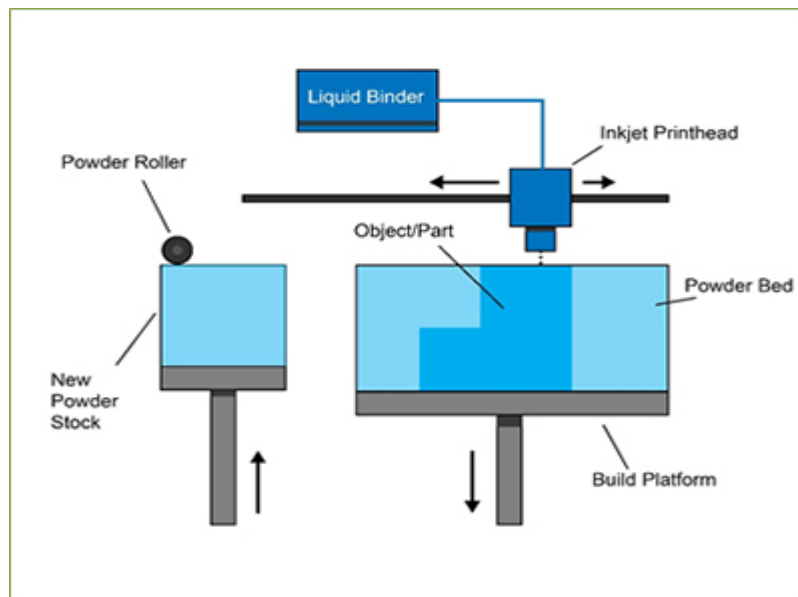 Liquid Binder
Inkjet Printhead
Powder Roller
Object/Part
Powder Bed
New
Powder
Stock
Build Platform